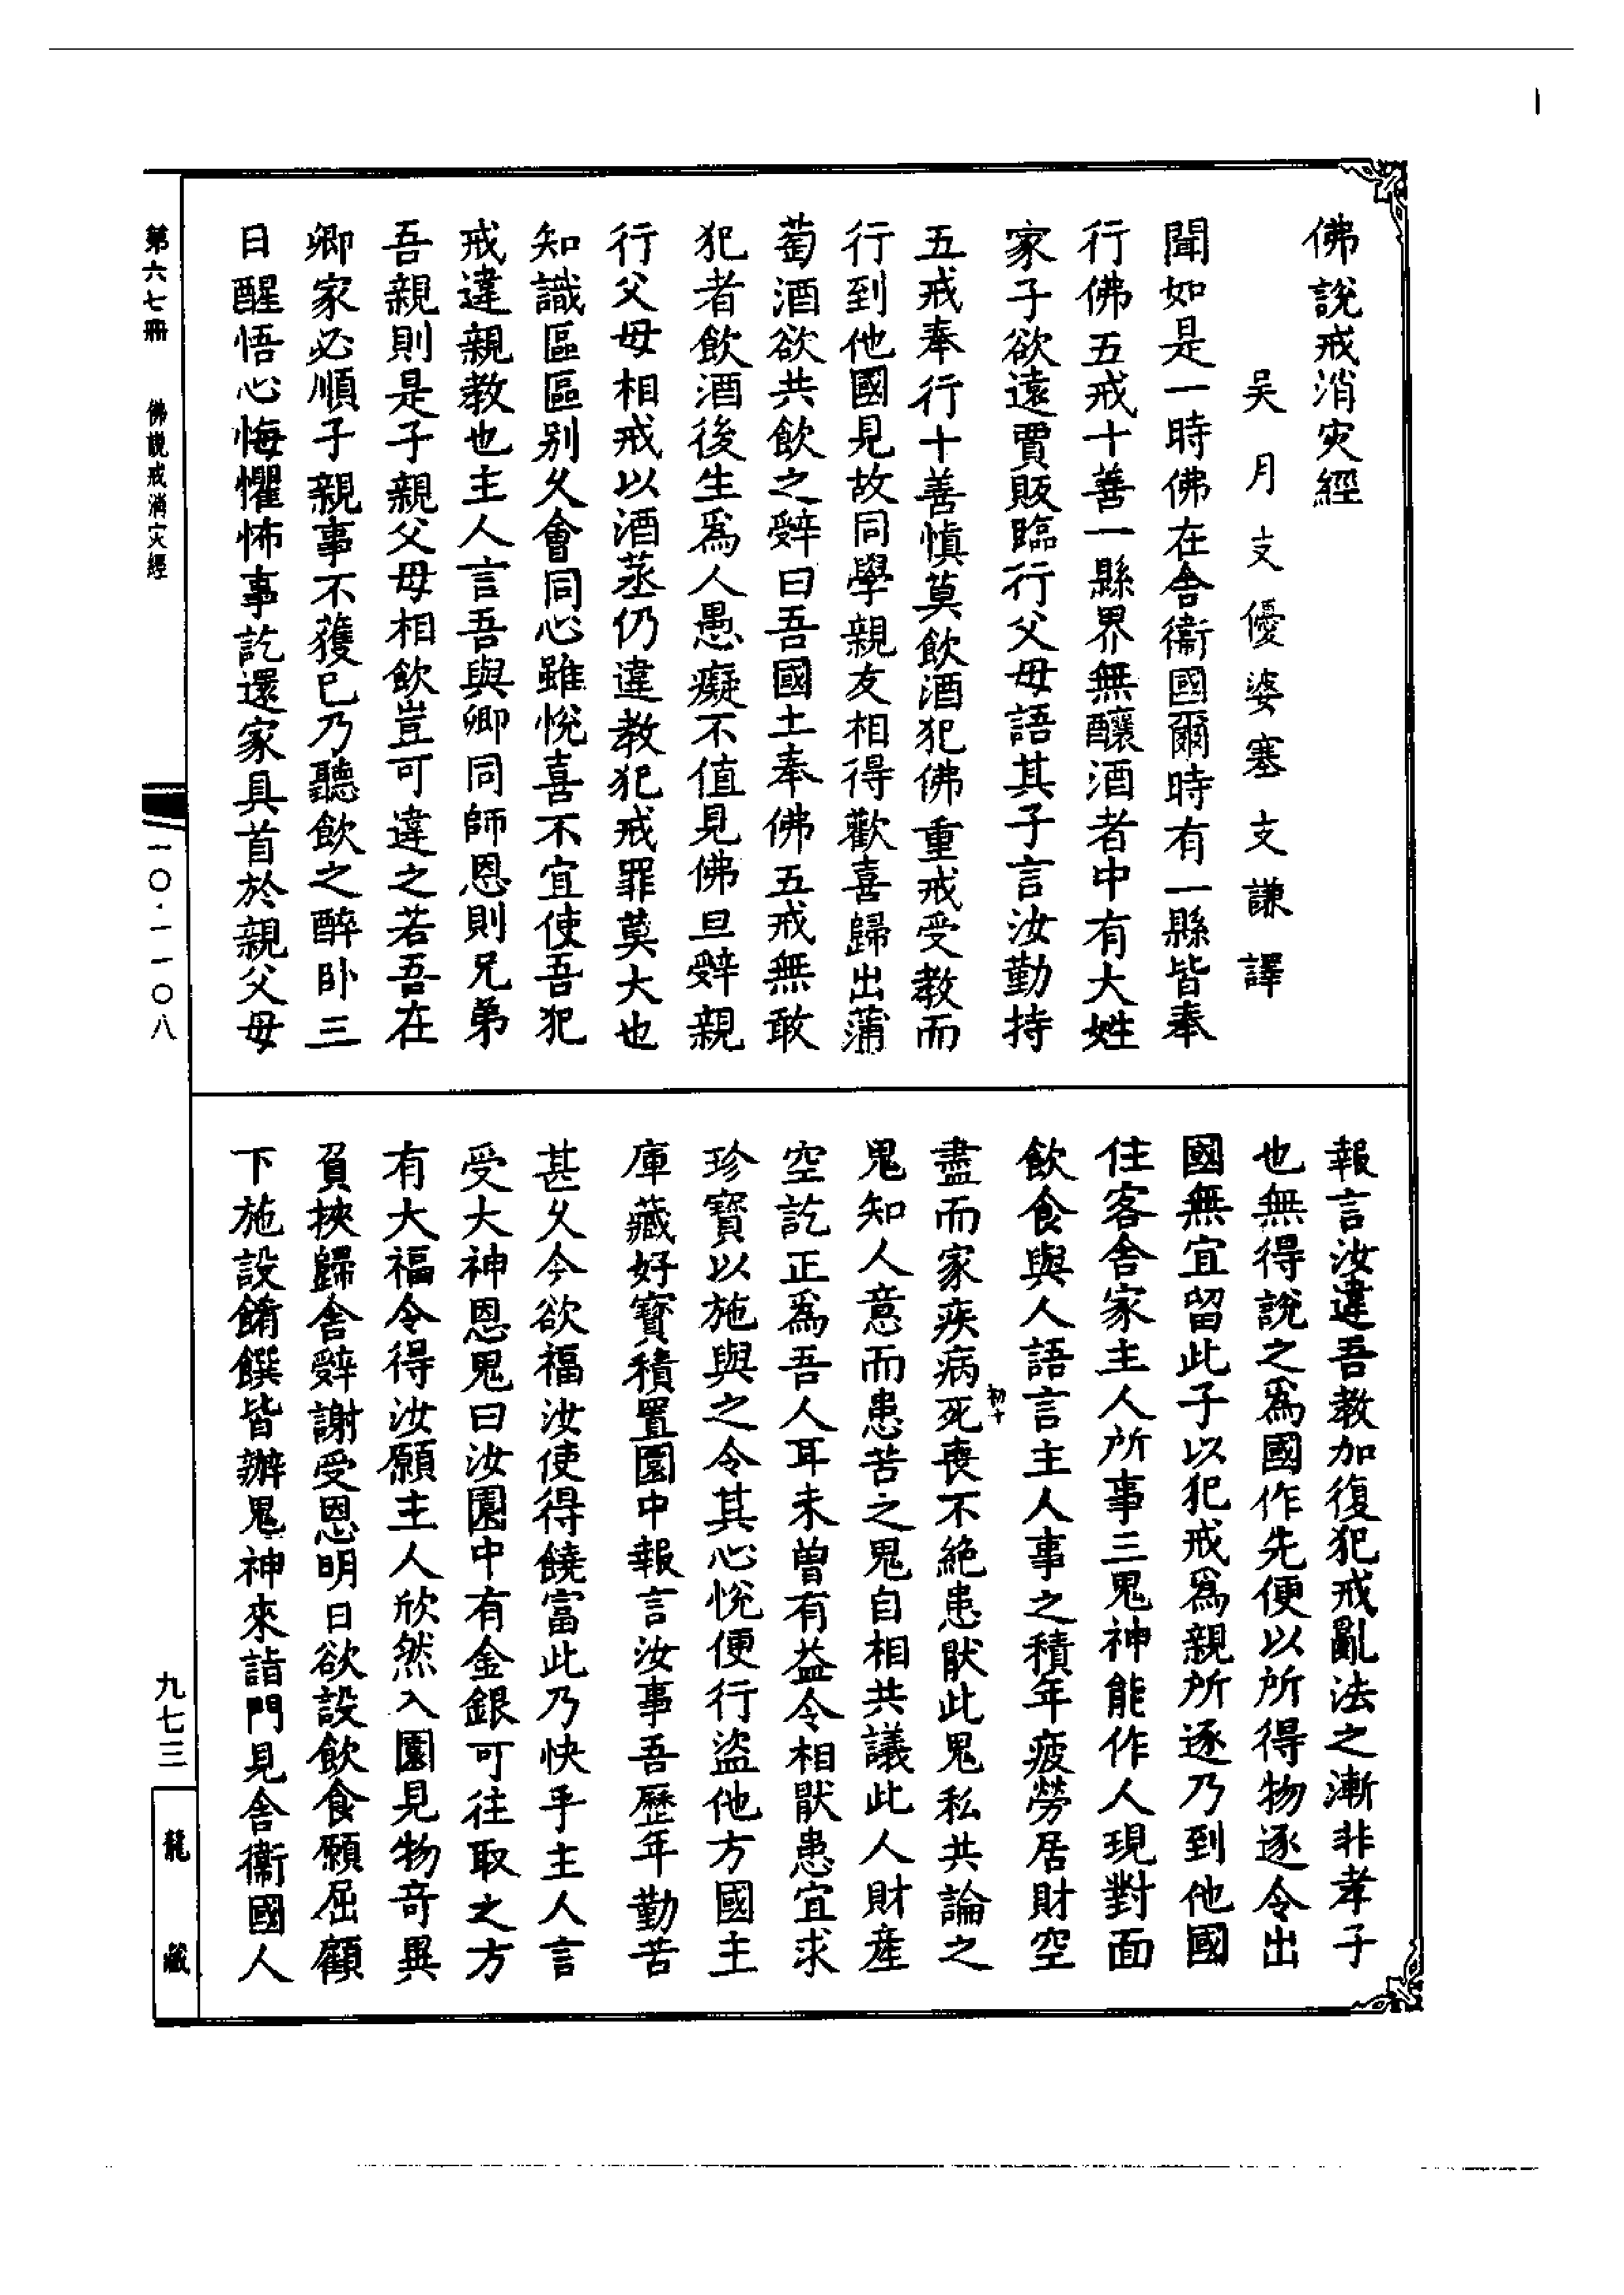 佛說戒消灾經
吴月支優婆塞支謙譯
聞如是一時佛在舍衞國爾時有一縣皆奉
行佛五戒十善一縣界無釀酒者中有大姓
家子欲遠賈販臨行父母語其子言汝勤持
五戒奉行十善慎莫飲酒犯佛重戒受教而
行到他國見故同學親友相得歡喜歸出蒲
萄酒欲共飲之辤曰吾國土奉佛五戒無敢
犯者飲酒後生爲人愚癡不值見佛旦辤親
行父母相戒以酒蒸仍違教犯戒罪莫大也
知識區區别乆會同心雖悅喜不宜使吾犯
戒違親教也主人言吾與卿同師恩則兄弟
吾親則是子親父母相飲豈可違之若吾在
卿家必順子親事不獲已乃聽飲之醉卧三
日醒悟心悔懼怖事訖還家具首於親父母
報言汝違吾教加復犯戒亂法之漸非孝子
也無得說之爲國作先便以所得物逐令出
國無宜留此子以犯戒爲親所逐乃到他國
住客舍家主人所事三鬼神能作人現對面
飲食與人語言主人事之積年疲勞居財空
初十
盡而家疾病死喪不絶患猒此鬼私共論之
鬼知人意而患苦之鬼自相共議此人財產
空訖正爲吾人耳未曾有益令相猒患宜求
珍寶以施與之令其心悅便行盜他方國主
庫藏好寶積置園中報言汝事吾歷年勤苦
甚乆今欲福汝使得饒富此乃快乎主人言
受大神恩鬼曰汝園中有金銀可往取之方
有大福令得汝願主人欣然入園見物奇異
負挾歸舍辤謝受恩明日欲設飲食願屈顧
下施設餚饌皆辦鬼神來詣門見舍衞國人
第六七冊
佛說戒消灾經
一〇·一一〇八
九七三
龍藏